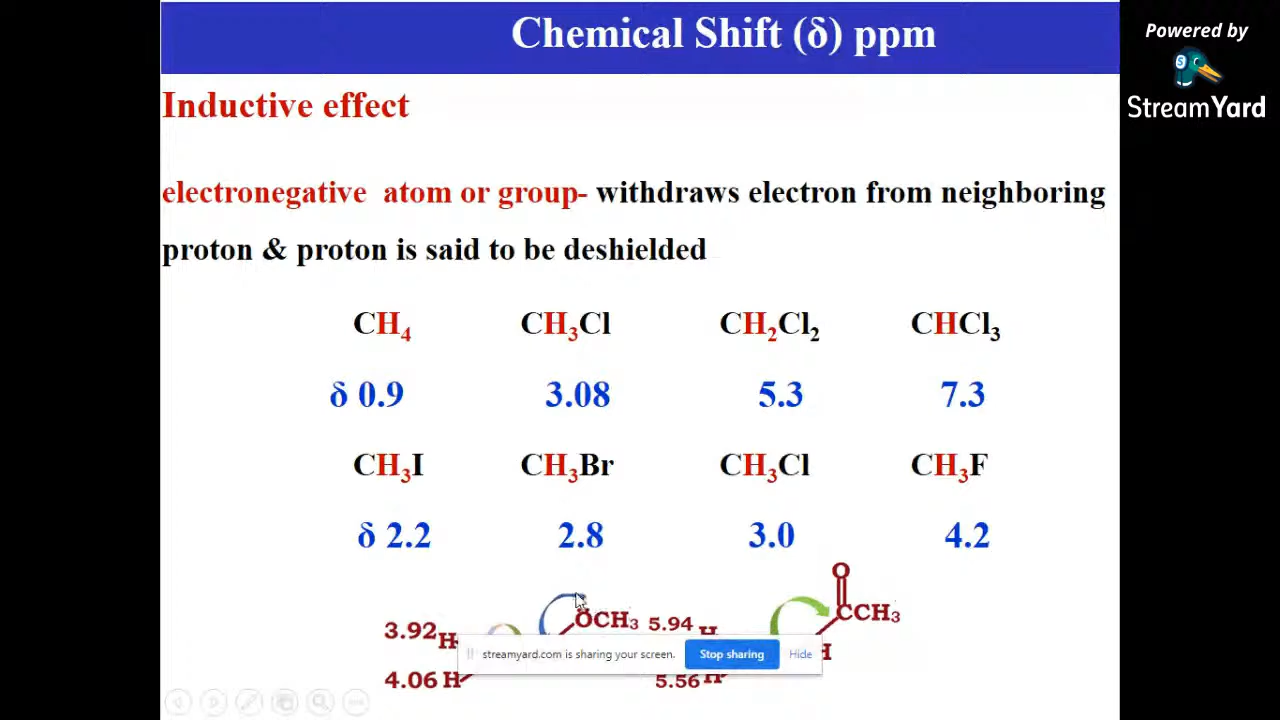 Chemical Shift (δ) ppm
Powered by
StreamYard
Inductive effect
electronegative atom or group- withdraws electron from neighboring
proton & proton is said to be deshielded
CH₄ CH₃Cl CH₂Cl₂ CHCl₃
δ 0.9 3.08 5.3 7.3
CH₃I CH₃Br CH₃Cl CH₃F
δ 2.2 2.8 3.0 4.2
O
3.92 H ÖCH₃ 5.94 H CCH₃
streamyard.com is sharing your screen. Stop sharing Hide H
4.06 H 5.56 H